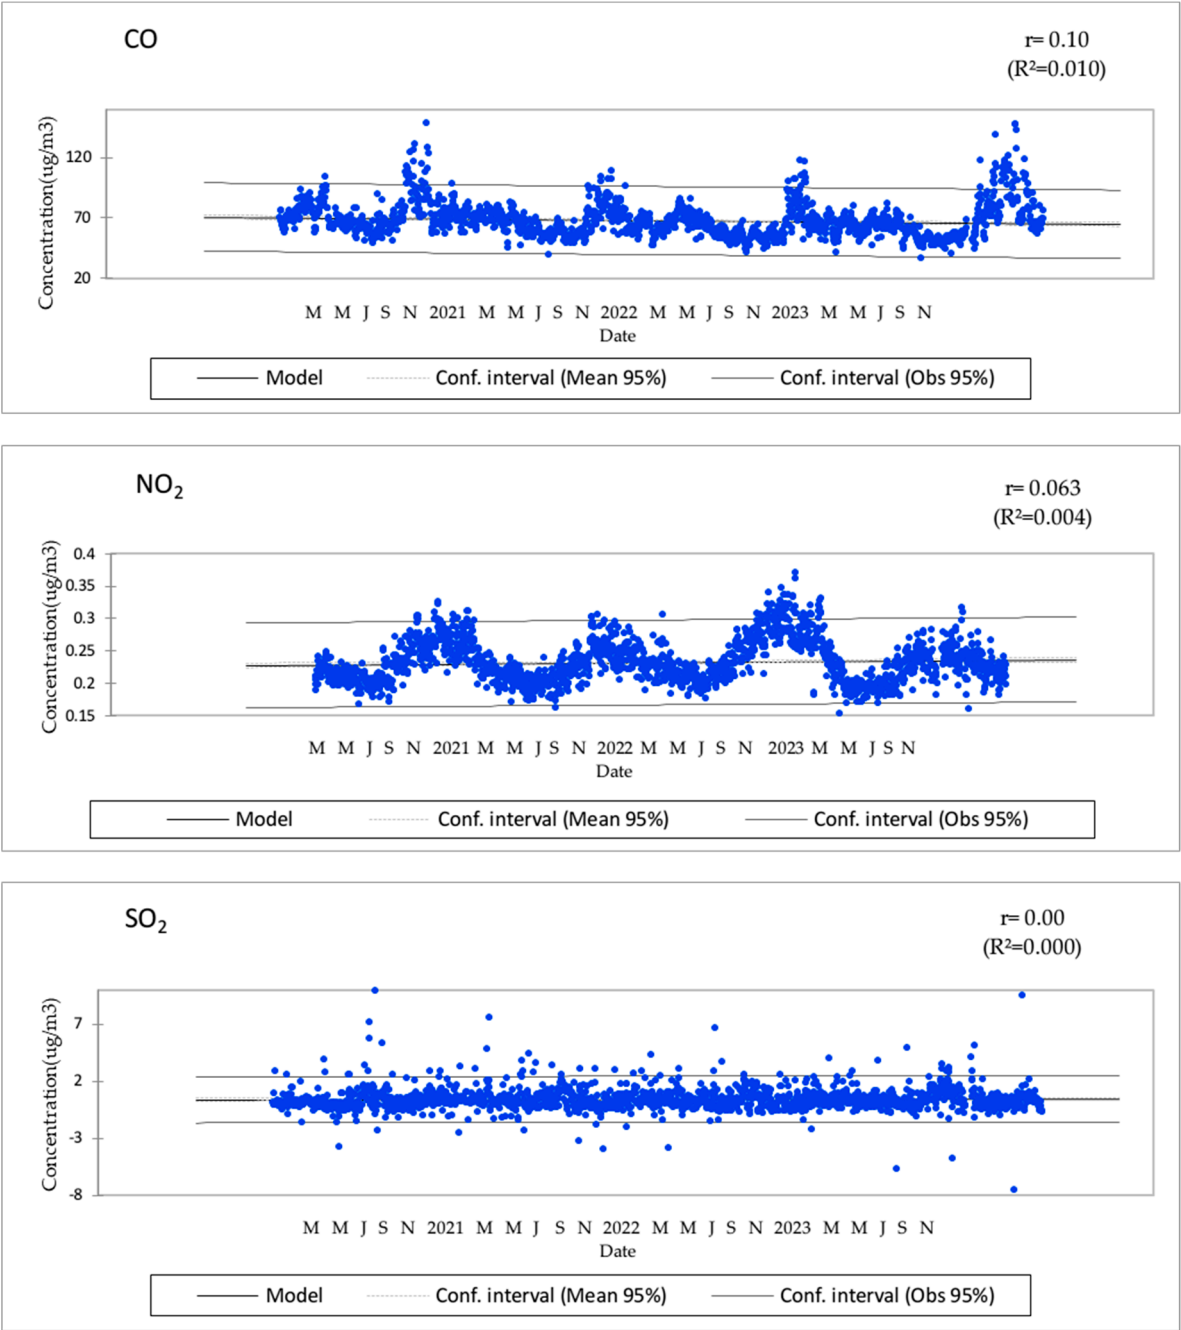 CO
r= 0.10
(R²=0.010)
Concentration(ug/m3)
120
70
20
M M J S N 2021 M M J S N 2022 M M J S N 2023 M M J S N
Date
Model Conf. interval (Mean 95%) Conf. interval (Obs 95%)
NO₂
r= 0.063
(R²=0.004)
Concentration(ug/m3)
0.4
0.35
0.3
0.25
0.2
0.15
M M J S N 2021 M M J S N 2022 M M J S N 2023 M M J S N
Date
Model Conf. interval (Mean 95%) Conf. interval (Obs 95%)
SO₂
r= 0.00
(R²=0.000)
Concentration(ug/m3)
7
2
-3
-8
M M J S N 2021 M M J S N 2022 M M J S N 2023 M M J S N
Date
Model Conf. interval (Mean 95%) Conf. interval (Obs 95%)